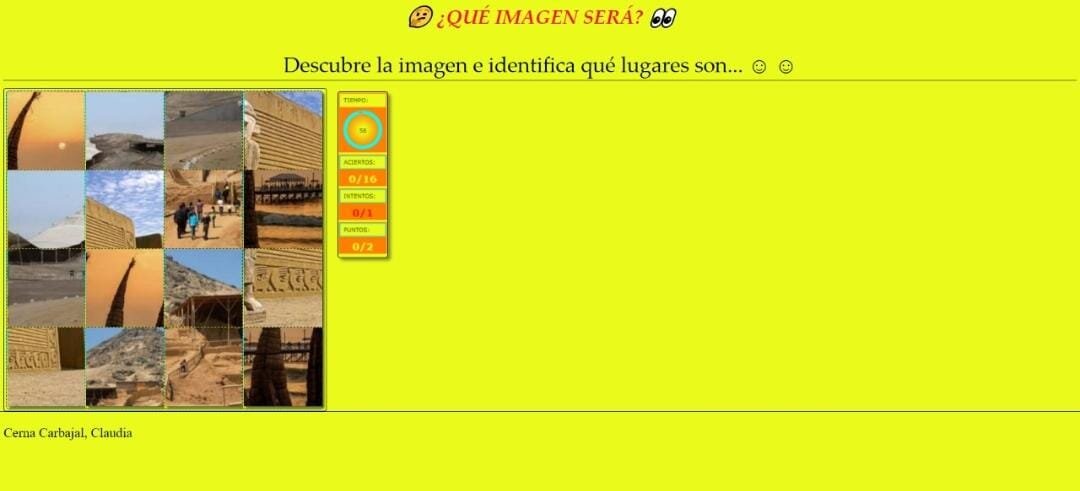 ¿QUÉ IMAGEN SERÁ?
Descubre la imagen e identifica qué lugares son... ☺ ☺
TIEMPO:
58
ACIERTOS:
0/16
INTENTOS:
0/1
PUNTOS:
0/2
Cerna Carbajal, Claudia